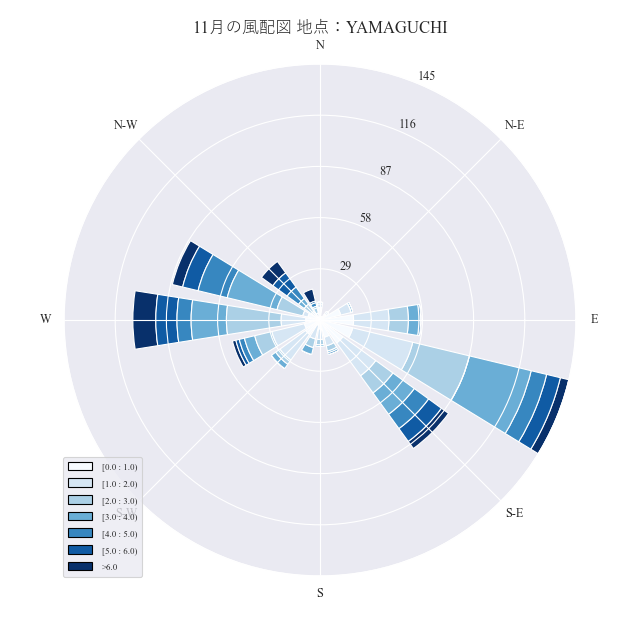 11月の風配図 地点：YAMAGUCHI
N
N-W
N-E
W
E
S-W
S-E
S
145
116
87
58
29
[0.0 : 1.0)
[1.0 : 2.0)
[2.0 : 3.0)
[3.0 : 4.0)
[4.0 : 5.0)
[5.0 : 6.0)
>6.0